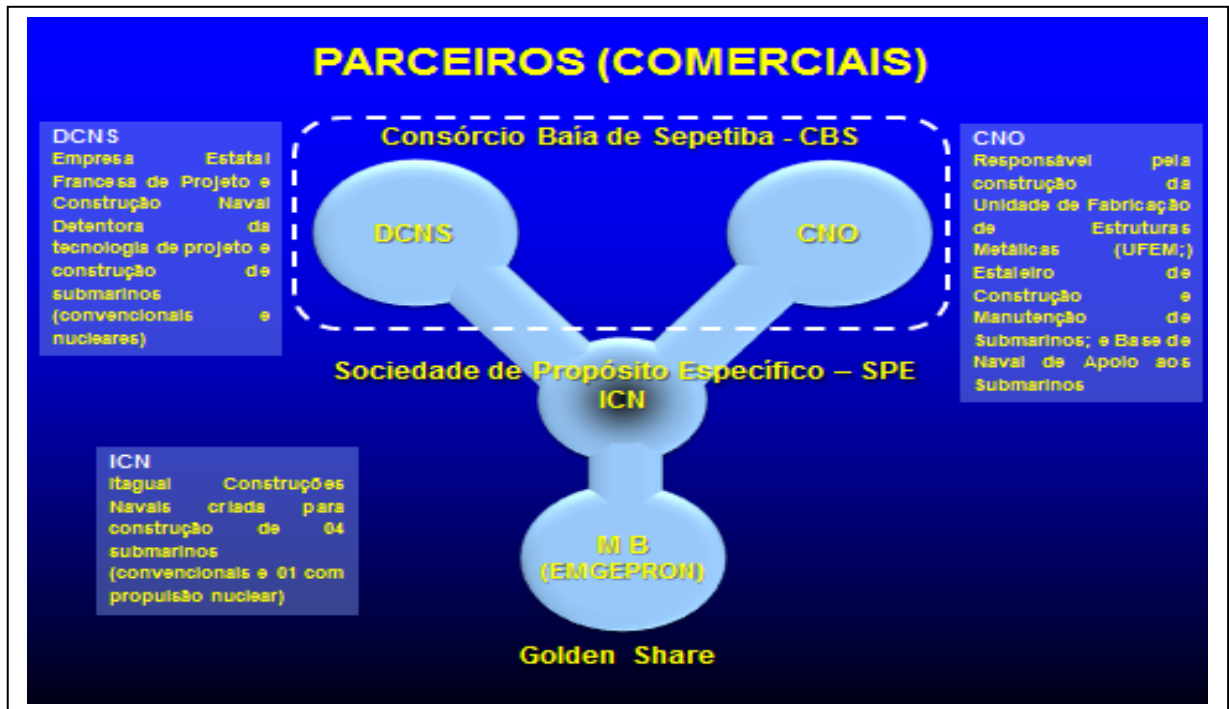 PARCEIROS (COMERCIAIS)
Consórcio Baía de Sepetiba - CBS
DCNS
Empresa Estatal
Francesa de Projeto e
Construção Naval
Detentora da
tecnologia de projeto e
construção de
submarinos
(convencionais e
nucleares)
DCNS
CNO
CNO
Responsável pela
construção da
Unidade de Fabricação
de Estruturas
Metálicas (UFEM;)
Estaleiro de
Construção e
Manutenção de
Submarinos; e Base de
Naval de Apoio aos
Submarinos
Sociedade de Propósito Específico – SPE
ICN
ICN
Itaguaí Construções
Navais criada para
construção de 04
submarinos
(convencionais e 01 com
propulsão nuclear)
M B
(EMGEPRON)
Golden Share